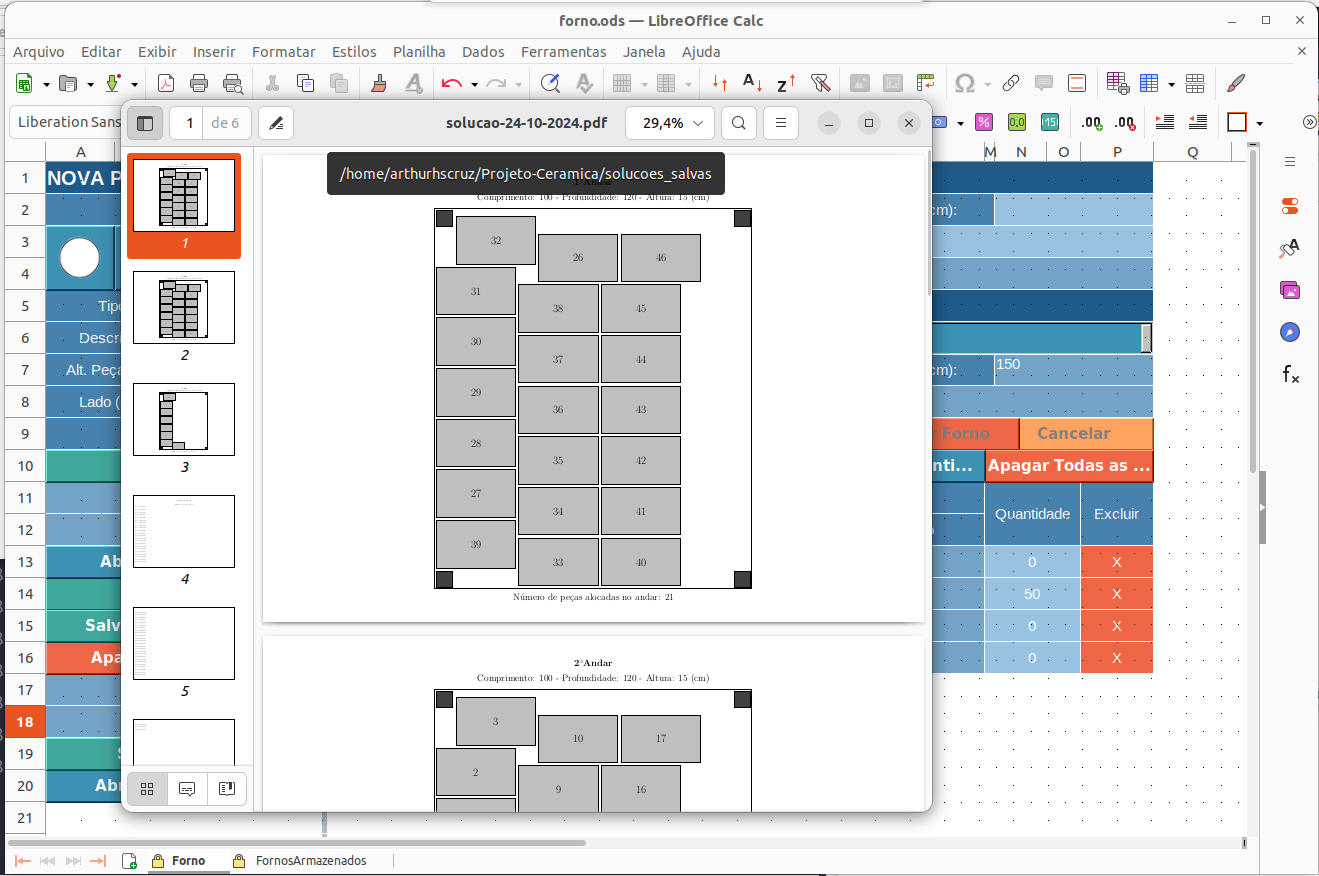 forno.ods — LibreOffice Calc
Arquivo Editar Exibir Inserir Formatar Estilos Planilha Dados Ferramentas Janela Ajuda
Liberation Sans
1 de 6
solucao-24-10-2024.pdf
29,4%
/home/arthurhscruz/Projeto-Ceramica/solucoes_salvas
A M N O P Q
1 NOVA P
2 cm):
3
4
5 Tip
6 Descri
7 Alt. Peça cm): 150
8 Lado (
9 Forno Cancelar
10 nti... Apagar Todas as ...
11 Quantidade Excluir
12
13 Ab 0 X
14 50 X
15 Salv 0 X
16 Apa 0 X
17
18
19 S
20 Abr
21
1
2
3
4
5
Comprimento: 100 - Profundidade: 120 - Altura: 15 (cm)
32 26 46
31 38 45
30 37 44
29 36 43
28 35 42
27 34 41
39 33 40
Número de peças alocadas no andar: 21
2°Andar
Comprimento: 100 - Profundidade: 120 - Altura: 15 (cm)
3 10 17
2 9 16
Forno FornosArmazenados